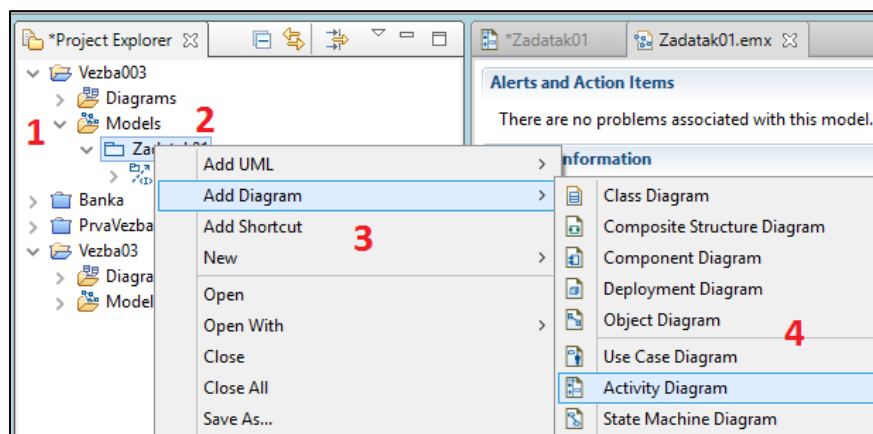 *Project Explorer
*Zadatak01
Zadatak01.emx
Vezba003
Diagrams
1
Models
2
Banka
PrvaVezba
Vezba03
Alerts and Action Items
There are no problems associated with this model.
Add UML
Add Diagram
Add Shortcut
3
New
Open
Open With
Close
Close All
Save As...
Class Diagram
Composite Structure Diagram
Component Diagram
Deployment Diagram
Object Diagram
4
Use Case Diagram
Activity Diagram
State Machine Diagram